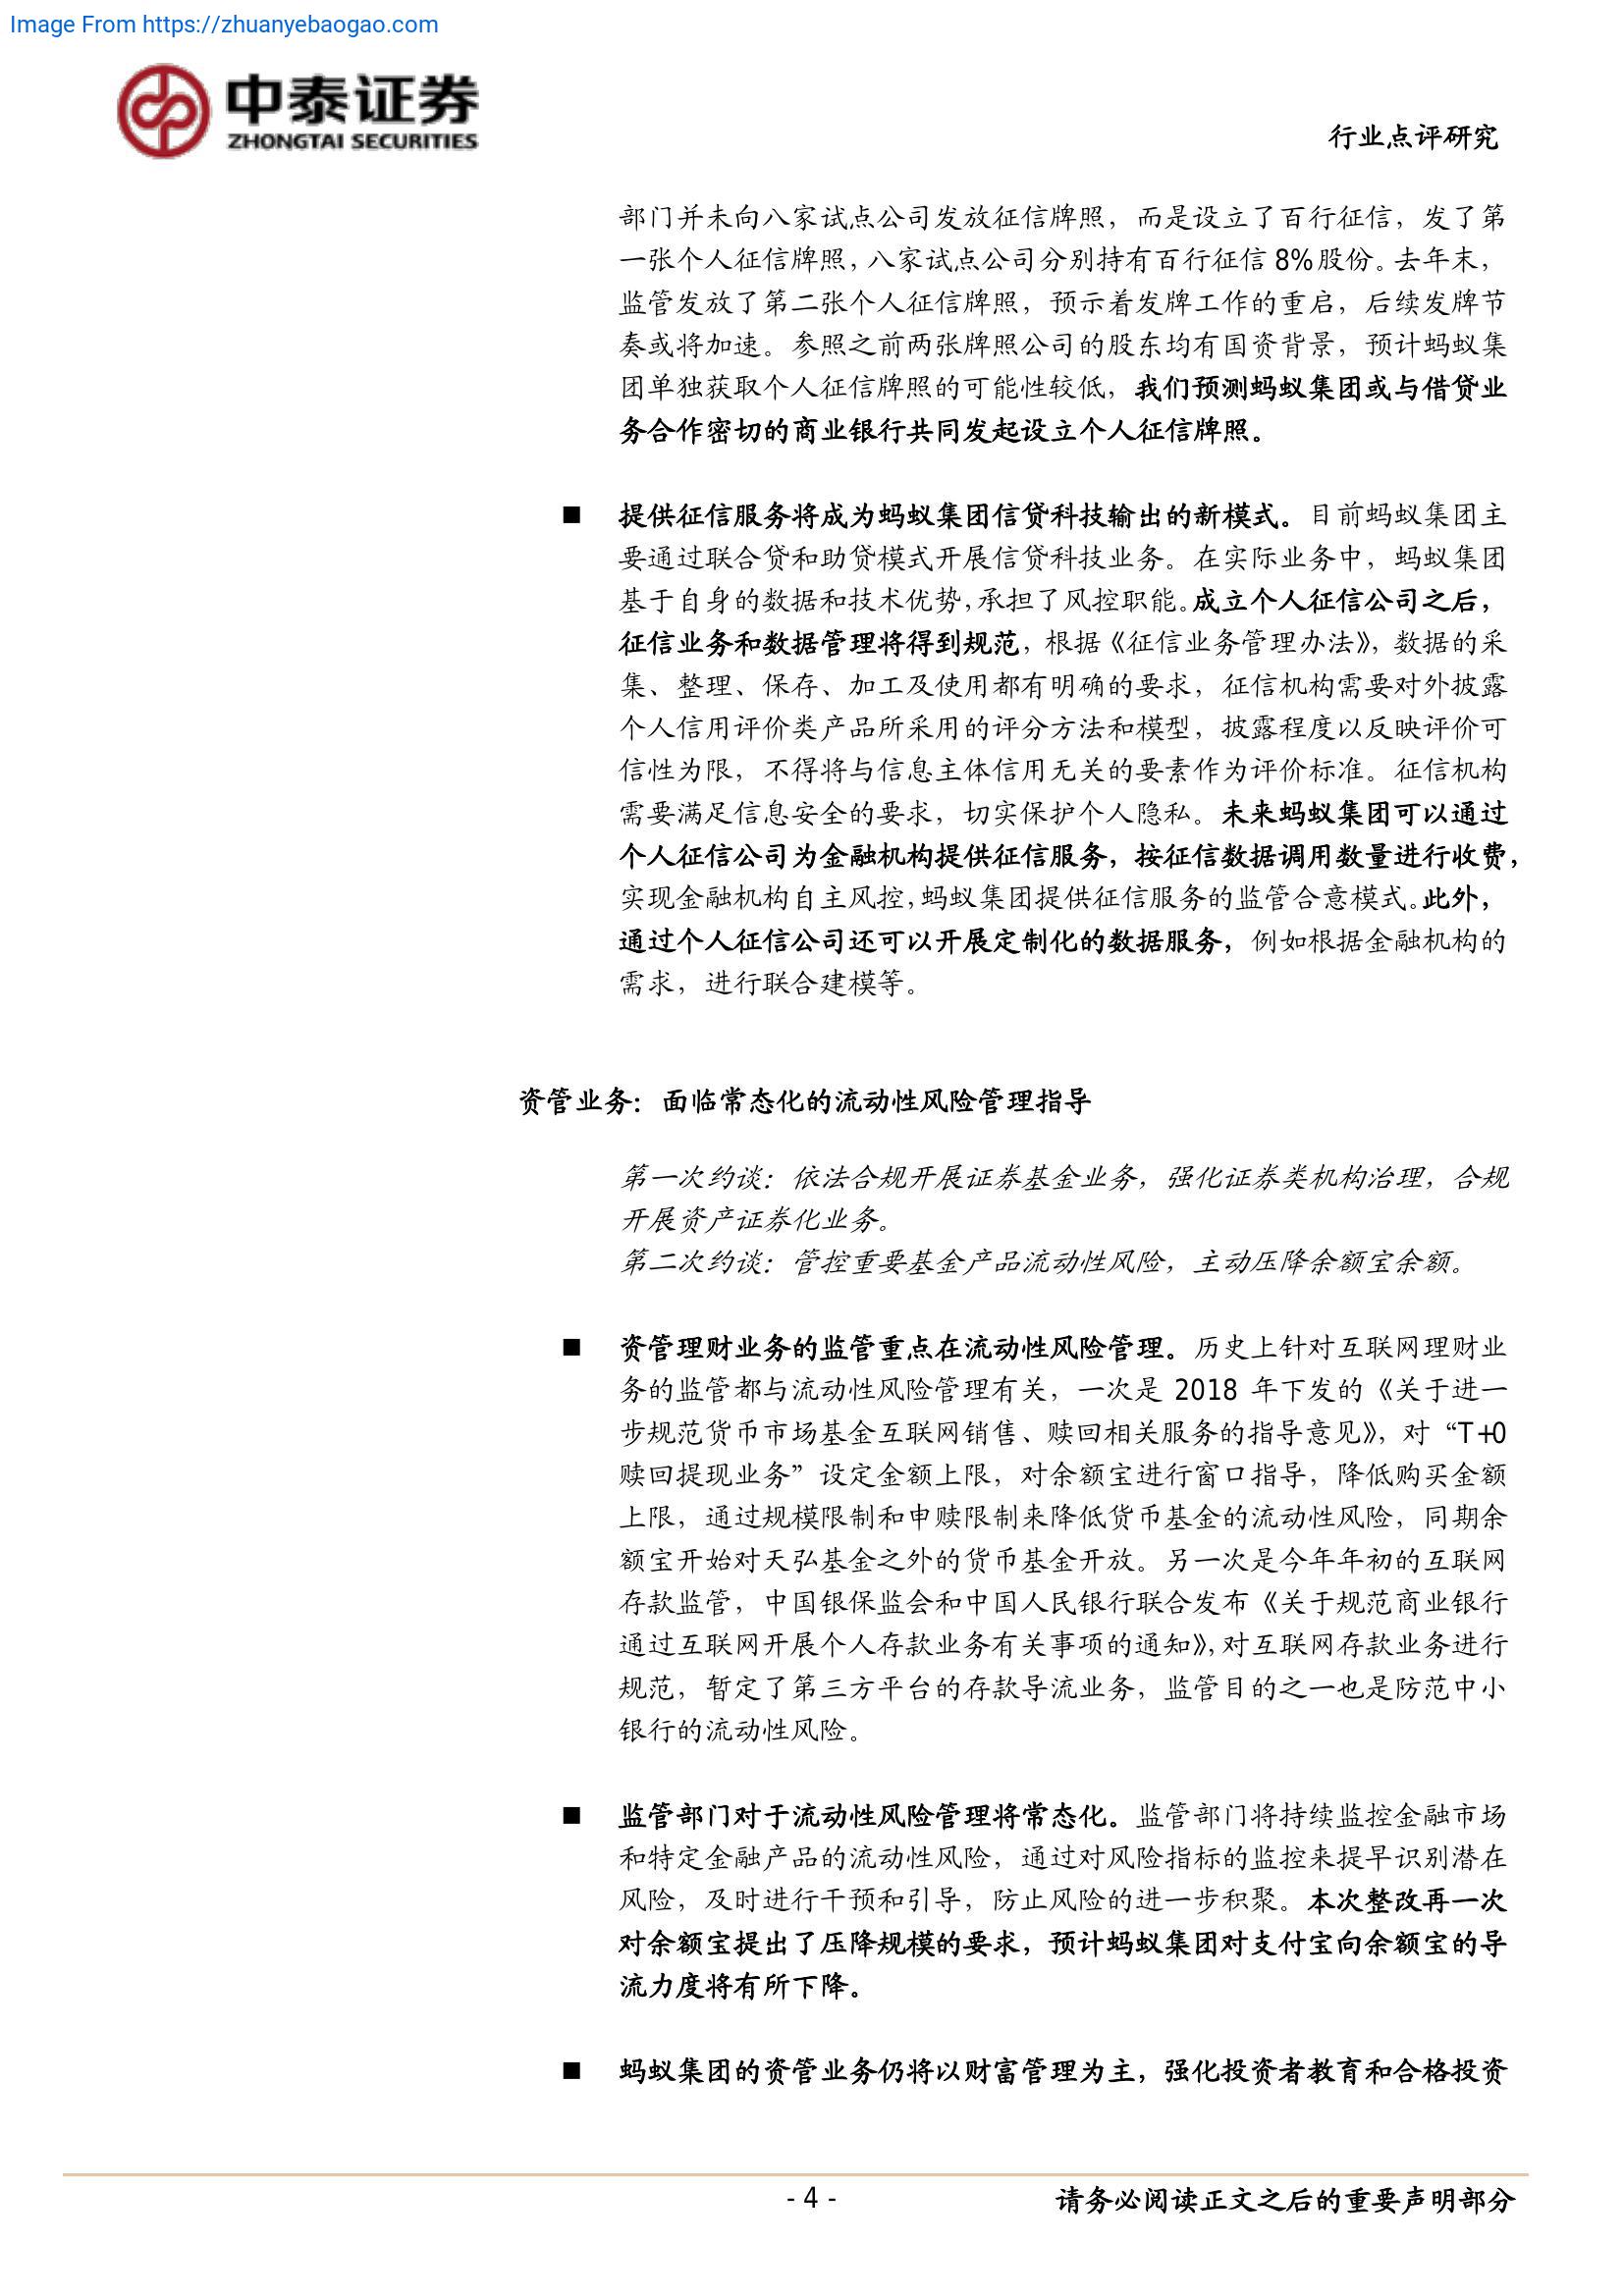 Image From https://zhuanyebaogao.com
中泰证券
ZHONGTAI SECURITIES
行业点评研究
部门并未向八家试点公司发放征信牌照，而是设立了百行征信，发了第
一张个人征信牌照，八家试点公司分别持有百行征信 8%股份。去年末，
监管发放了第二张个人征信牌照，预示着发牌工作的重启，后续发牌节
奏或将加速。参照之前两张牌照公司的股东均有国资背景，预计蚂蚁集
团单独获取个人征信牌照的可能性较低，我们预测蚂蚁集团或与借贷业
务合作密切的商业银行共同发起设立个人征信牌照。
■ 提供征信服务将成为蚂蚁集团信贷科技输出的新模式。目前蚂蚁集团主
要通过联合贷和助贷模式开展信贷科技业务。在实际业务中，蚂蚁集团
基于自身的数据和技术优势，承担了风控职能。成立个人征信公司之后，
征信业务和数据管理将得到规范，根据《征信业务管理办法》，数据的采
集、整理、保存、加工及使用都有明确的要求，征信机构需要对外披露
个人信用评价类产品所采用的评分方法和模型，披露程度以反映评价可
信性为限，不得将与信息主体信用无关的要素作为评价标准。征信机构
需要满足信息安全的要求，切实保护个人隐私。未来蚂蚁集团可以通过
个人征信公司为金融机构提供征信服务，按征信数据调用数量进行收费，
实现金融机构自主风控，蚂蚁集团提供征信服务的监管合意模式。此外，
通过个人征信公司还可以开展定制化的数据服务，例如根据金融机构的
需求，进行联合建模等。
资管业务：面临常态化的流动性风险管理指导
第一次约谈：依法合规开展证券基金业务，强化证券类机构治理，合规
开展资产证券化业务。
第二次约谈：管控重要基金产品流动性风险，主动压降余额宝余额。
■ 资管理财业务的监管重点在流动性风险管理。历史上针对互联网理财业
务的监管都与流动性风险管理有关，一次是 2018 年下发的《关于进一
步规范货币市场基金互联网销售、赎回相关服务的指导意见》，对“T+0
赎回提现业务”设定金额上限，对余额宝进行窗口指导，降低购买金额
上限，通过规模限制和申赎限制来降低货币基金的流动性风险，同期余
额宝开始对天弘基金之外的货币基金开放。另一次是今年年初的互联网
存款监管，中国银保监会和中国人民银行联合发布《关于规范商业银行
通过互联网开展个人存款业务有关事项的通知》，对互联网存款业务进行
规范，暂定了第三方平台的存款导流业务，监管目的之一也是防范中小
银行的流动性风险。
■ 监管部门对于流动性风险管理将常态化。监管部门将持续监控金融市场
和特定金融产品的流动性风险，通过对风险指标的监控来提早识别潜在
风险，及时进行干预和引导，防止风险的进一步积聚。本次整改再一次
对余额宝提出了压降规模的要求，预计蚂蚁集团对支付宝向余额宝的导
流力度将有所下降。
■ 蚂蚁集团的资管业务仍将以财富管理为主，强化投资者教育和合格投资
- 4 -
请务必阅读正文之后的重要声明部分